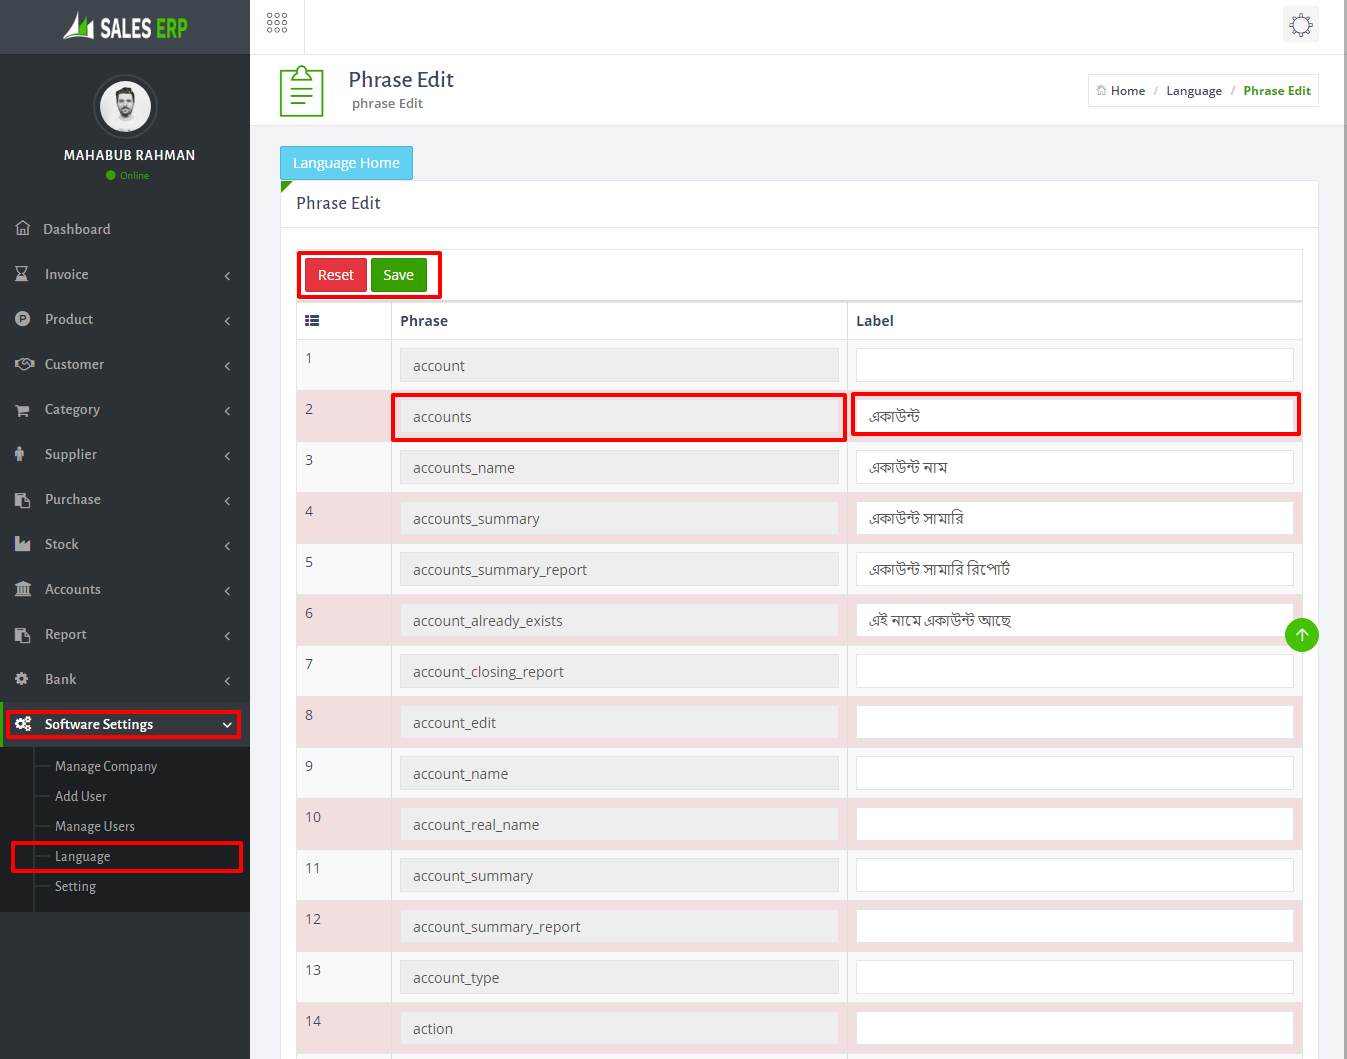 SALES ERP
MAHABUB RAHMAN
Online
Dashboard
Invoice
Product
Customer
Category
Supplier
Purchase
Stock
Accounts
Report
Bank
Software Settings
Manage Company
Add User
Manage Users
Language
Setting
Phrase Edit
phrase Edit
Home / Language / Phrase Edit
Language Home
Phrase Edit
Reset Save
Phrase Label
1 account
2 accounts একাউন্ট
3 accounts_name একাউন্ট নাম
4 accounts_summary একাউন্ট সামারি
5 accounts_summary_report একাউন্ট সামারি রিপোর্ট
6 account_already_exists এই নামে একাউন্ট আছে
7 account_closing_report
8 account_edit
9 account_name
10 account_real_name
11 account_summary
12 account_summary_report
13 account_type
14 action